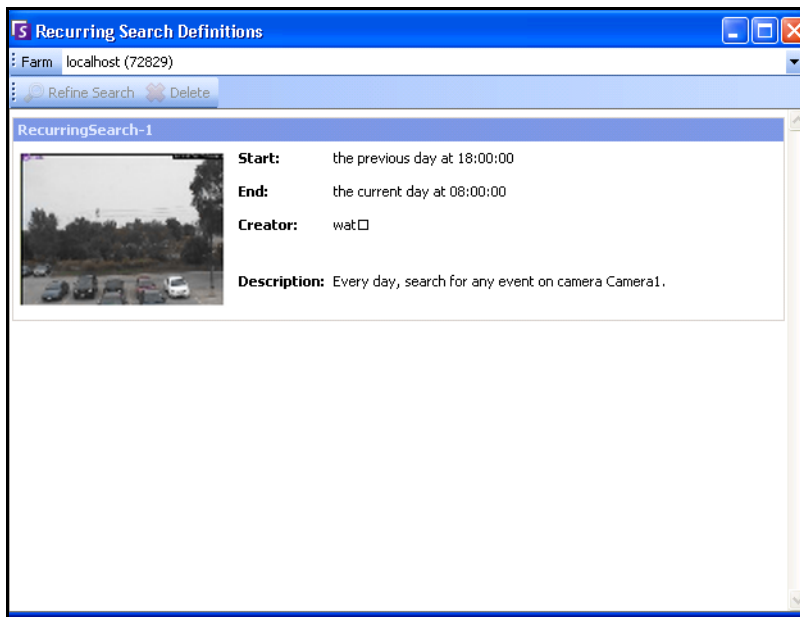 Recurring Search Definitions
Farm localhost (72829)
Refine Search Delete
RecurringSearch-1
Start: the previous day at 18:00:00
End: the current day at 08:00:00
Creator: wat□
Description: Every day, search for any event on camera Camera1.